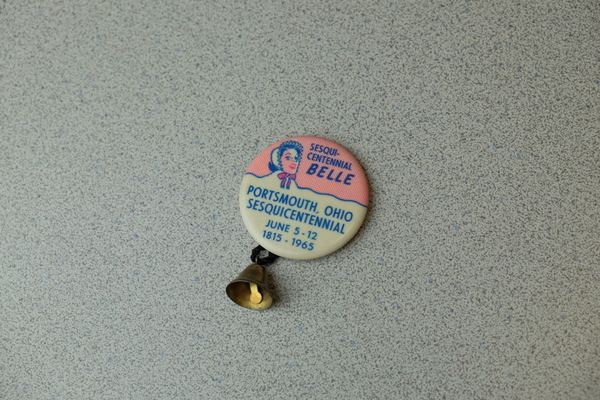 SESQUI-
CENTENNIAL
BELLE
PORTSMOUTH, OHIO
SESQUICENTENNIAL
JUNE 5-12
1815-1965